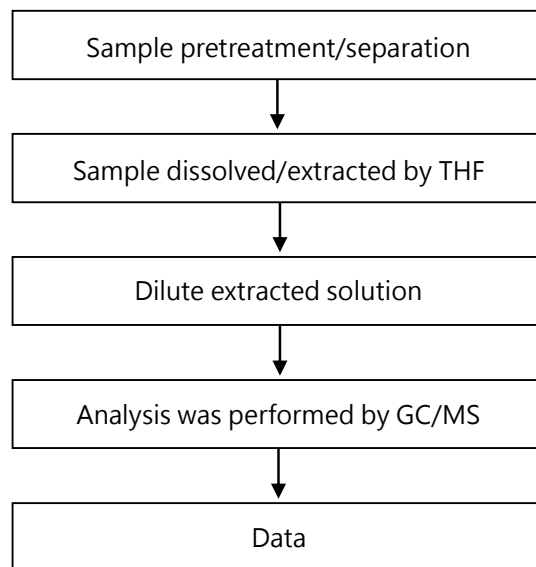 Sample pretreatment/separation
Sample dissolved/extracted by THF
Dilute extracted solution
Analysis was performed by GC/MS
Data